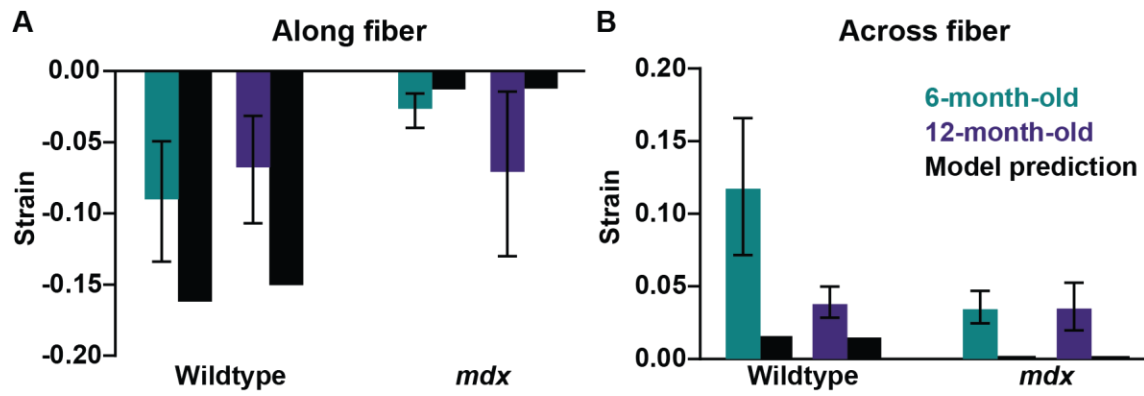 A
Along fiber
0.00
-0.05
-0.10
-0.15
-0.20
Strain
Wildtype
mdx
B
Across fiber
0.20
0.15
0.10
0.05
0.00
Strain
6-month-old
12-month-old
Model prediction
Wildtype
mdx